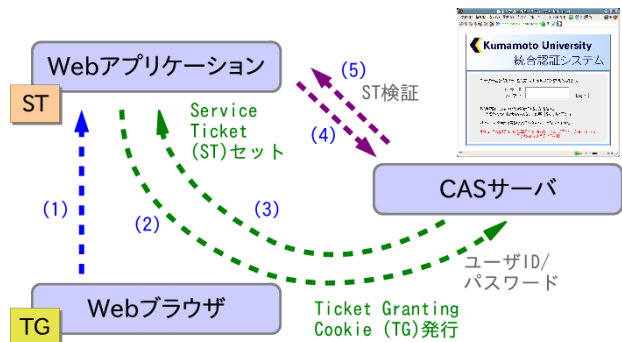 Webアプリケーション
ST
(5)
ST検証
(4)
Service
Ticket
(ST)セット
Kumamoto University
統合認証システム
CASサーバ
(1)
(2)
(3)
ユーザID/
パスワード
Webブラウザ
TG
Ticket Granting
Cookie (TG)発行